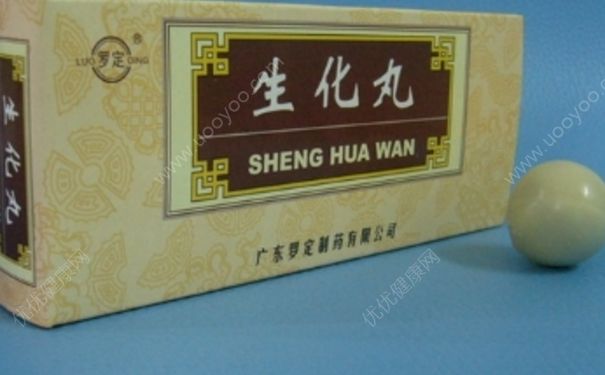 LUO 罗定 DING
®
生化丸
SHENG HUA WAN
广东罗定制药有限公司
生化丸
www.uooyoo.com
优优健康网
优优健康网